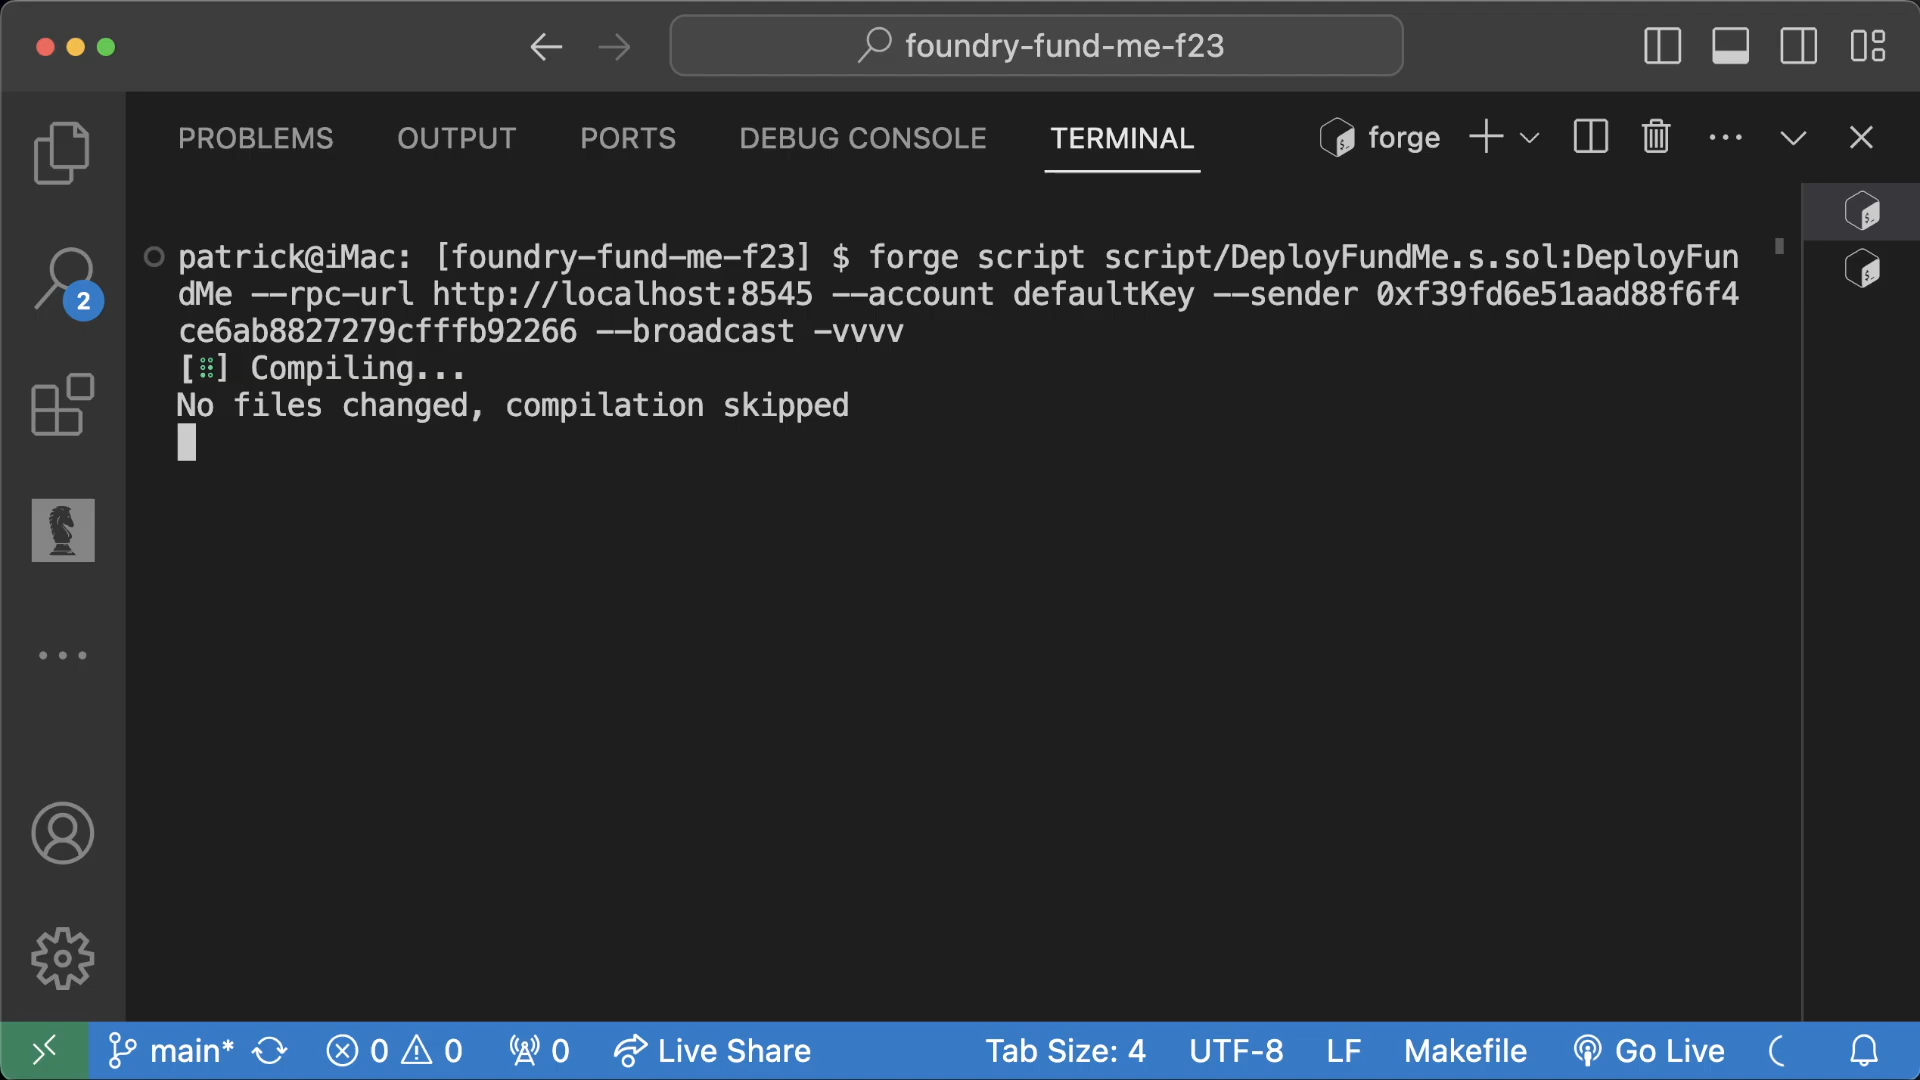 foundry-fund-me-f23
PROBLEMS OUTPUT PORTS DEBUG CONSOLE TERMINAL forge
patrick@iMac: [foundry-fund-me-f23] $ forge script script/DeployFundMe.s.sol:DeployFun
dMe --rpc-url http://localhost:8545 --account defaultKey --sender 0xf39fd6e51aad88f6f4
ce6ab8827279cfffb92266 --broadcast -vvvv
[⠿] Compiling...
No files changed, compilation skipped
2
main* 0 0 0 Live Share Tab Size: 4 UTF-8 LF Makefile Go Live